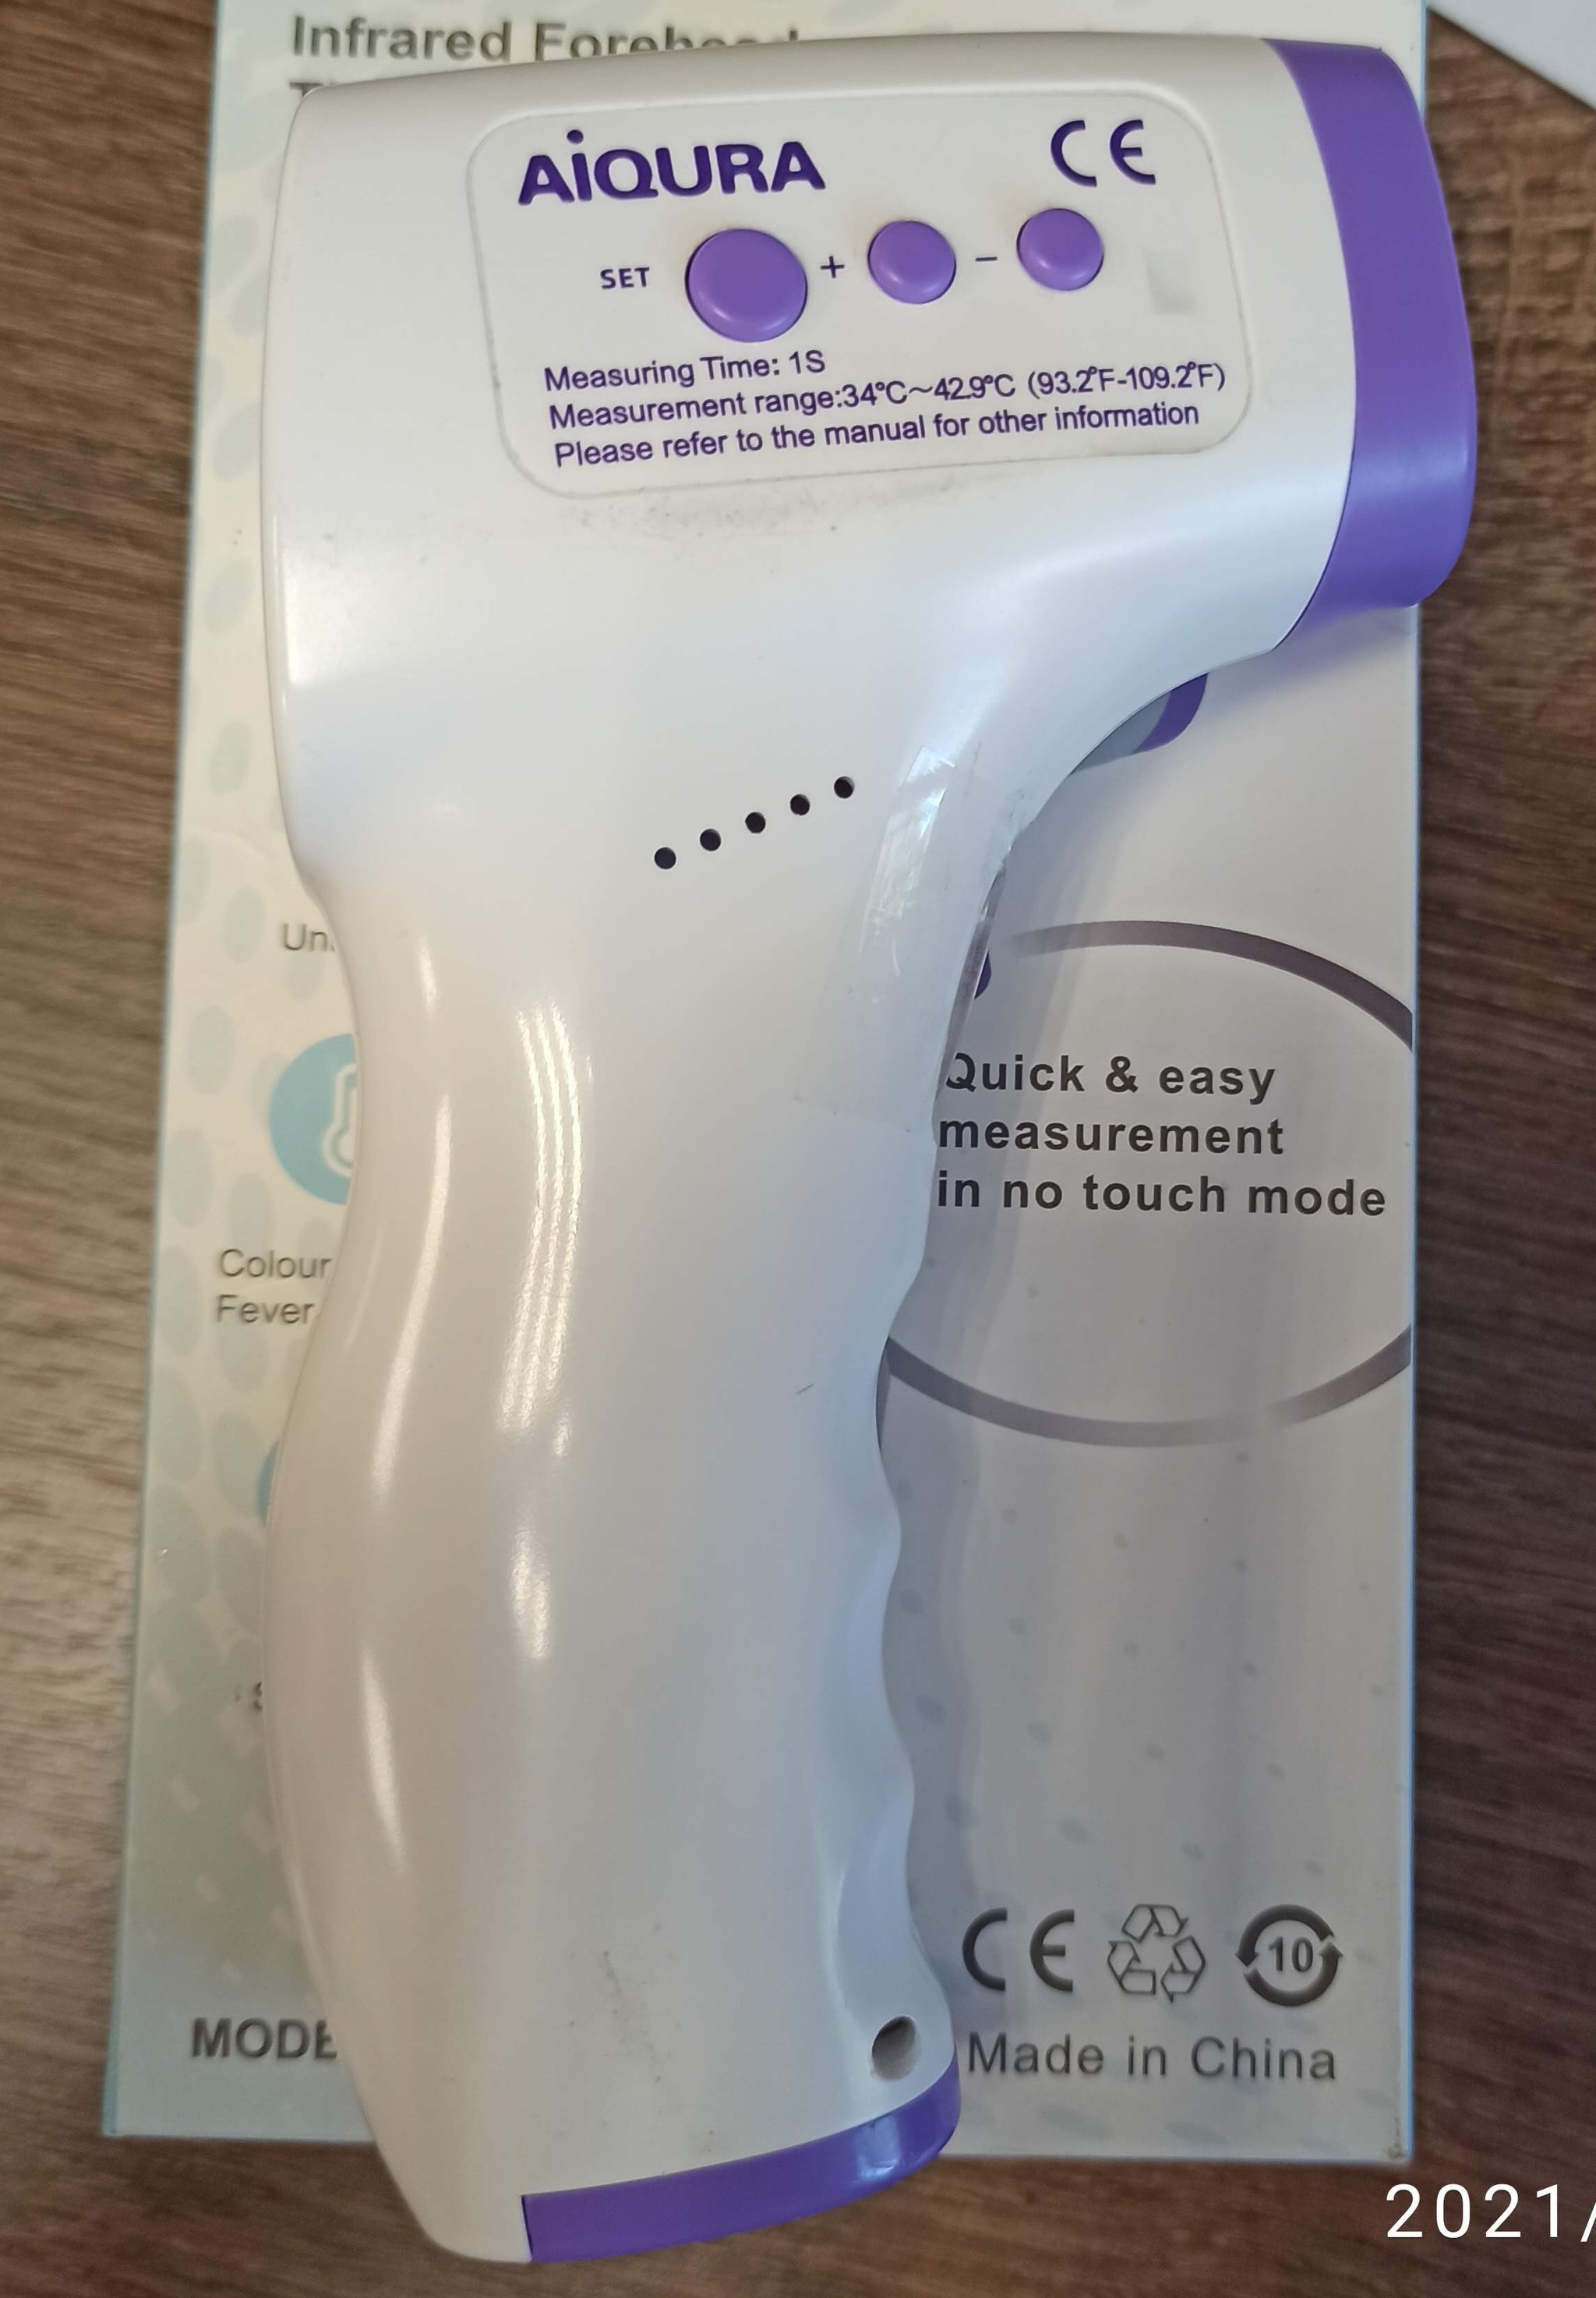 Infrared Forehead
AiQURA
CE
SET + -
Measuring Time: 1S
Measurement range:34°C~42.9°C (93.2°F-109.2°F)
Please refer to the manual for other information
Quick & easy
measurement
in no touch mode
Colour
Fever
CE
10
Made in China
2021/